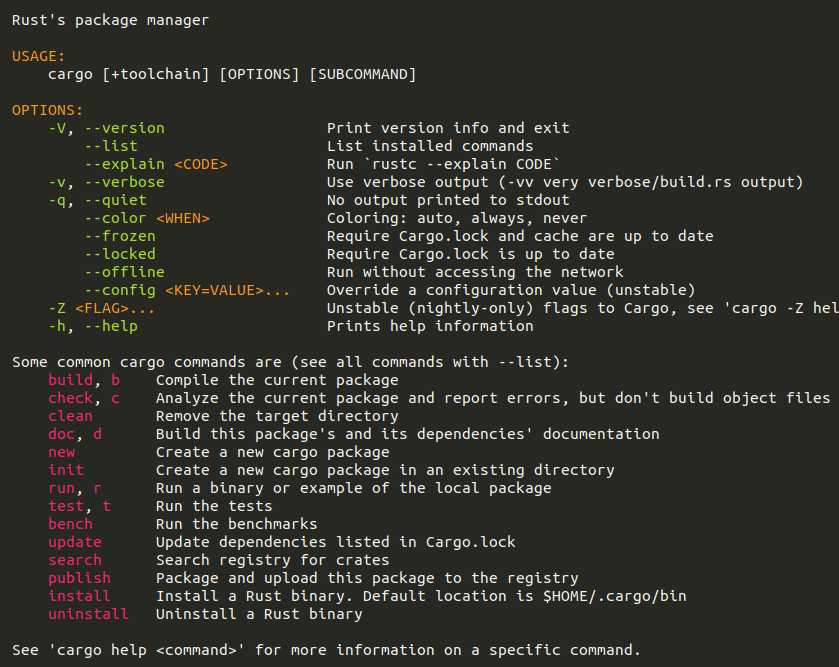 Rust's package manager

USAGE:
    cargo [+toolchain] [OPTIONS] [SUBCOMMAND]

OPTIONS:
    -V, --version                  Print version info and exit
        --list                     List installed commands
        --explain <CODE>           Run `rustc --explain CODE`
    -v, --verbose                  Use verbose output (-vv very verbose/build.rs output)
    -q, --quiet                    No output printed to stdout
        --color <WHEN>             Coloring: auto, always, never
        --frozen                   Require Cargo.lock and cache are up to date
        --locked                   Require Cargo.lock is up to date
        --offline                  Run without accessing the network
        --config <KEY=VALUE>...    Override a configuration value (unstable)
    -Z <FLAG>...                   Unstable (nightly-only) flags to Cargo, see 'cargo -Z hel
    -h, --help                     Prints help information

Some common cargo commands are (see all commands with --list):
    build, b    Compile the current package
    check, c    Analyze the current package and report errors, but don't build object files
    clean       Remove the target directory
    doc, d      Build this package's and its dependencies' documentation
    new         Create a new cargo package
    init        Create a new cargo package in an existing directory
    run, r      Run a binary or example of the local package
    test, t     Run the tests
    bench       Run the benchmarks
    update      Update dependencies listed in Cargo.lock
    search      Search registry for crates
    publish     Package and upload this package to the registry
    install     Install a Rust binary. Default location is $HOME/.cargo/bin
    uninstall   Uninstall a Rust binary

See 'cargo help <command>' for more information on a specific command.